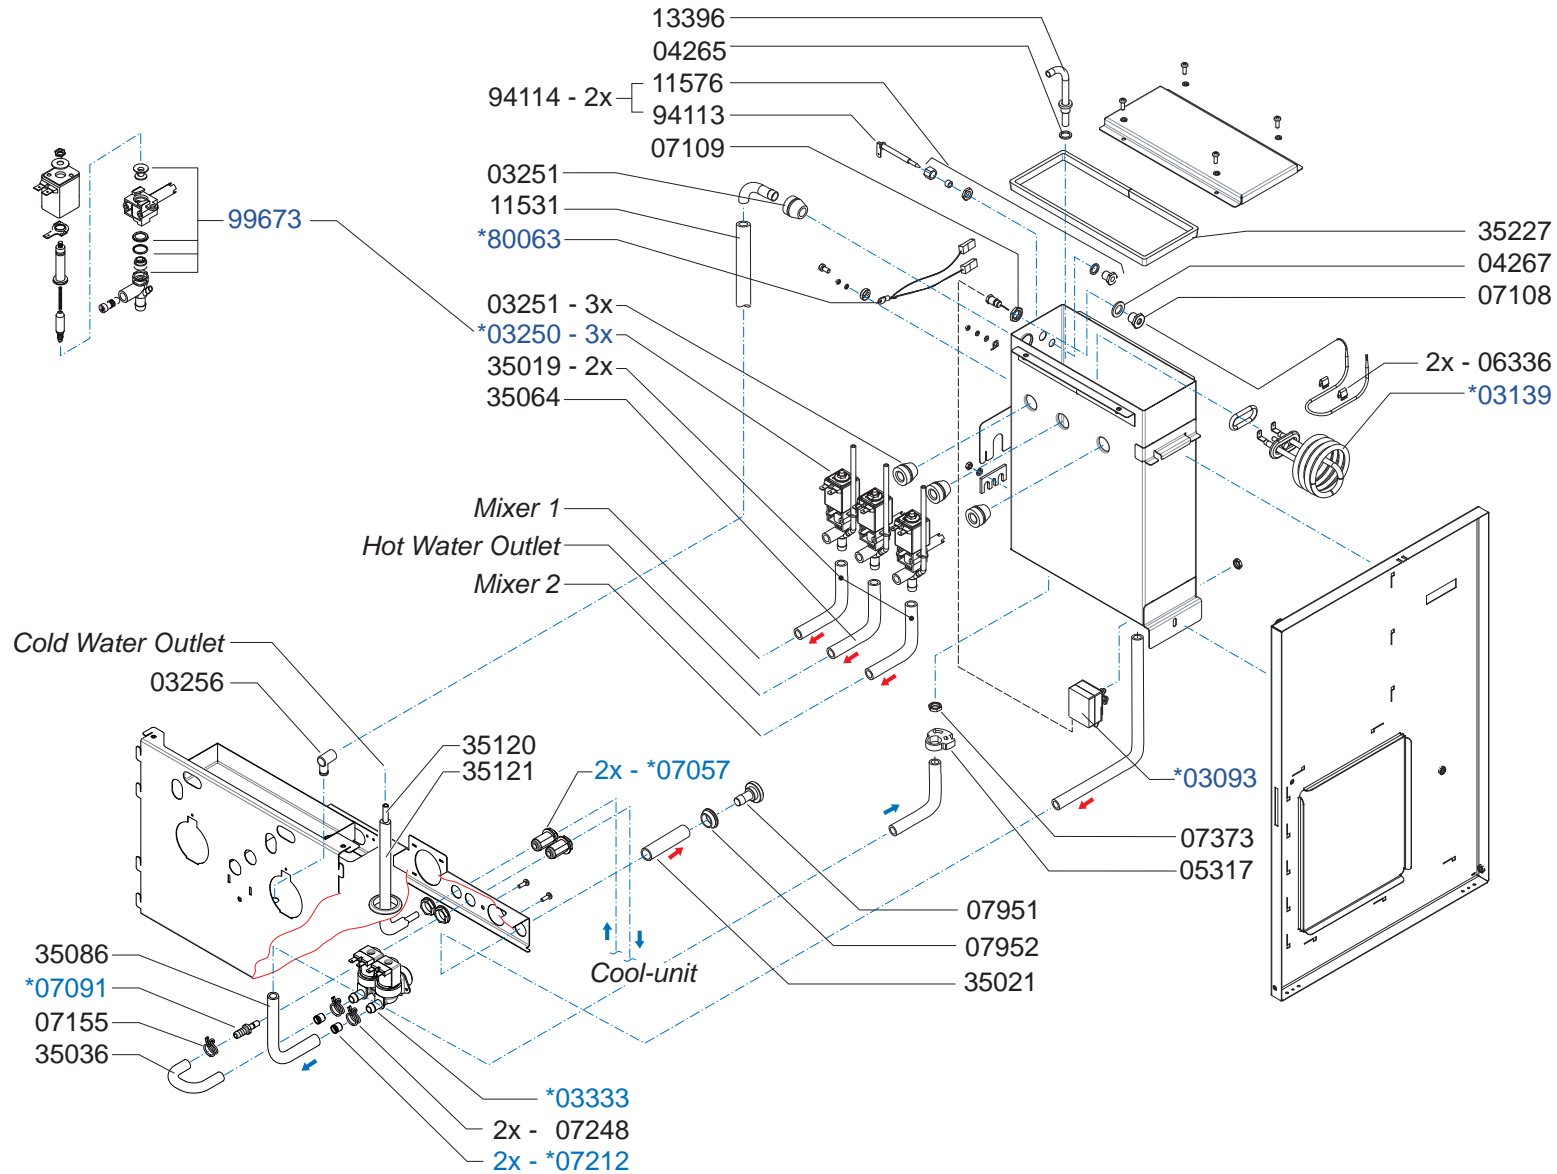 13396
04265
11576
94114 - 2x
94113
07109
03251
11531
*80063
99673
35227
04267
07108
03251 - 3x
*03250 - 3x
35019 - 2x
35064
2x - 06336
*03139
Mixer 1
Hot Water Outlet
Mixer 2
Cold Water Outlet
03256
35120
35121
2x - *07057
*03093
07373
05317
07951
07952
35021
Cool-unit
35086
*07091
07155
35036
*03333
2x - 07248
2x - *07212